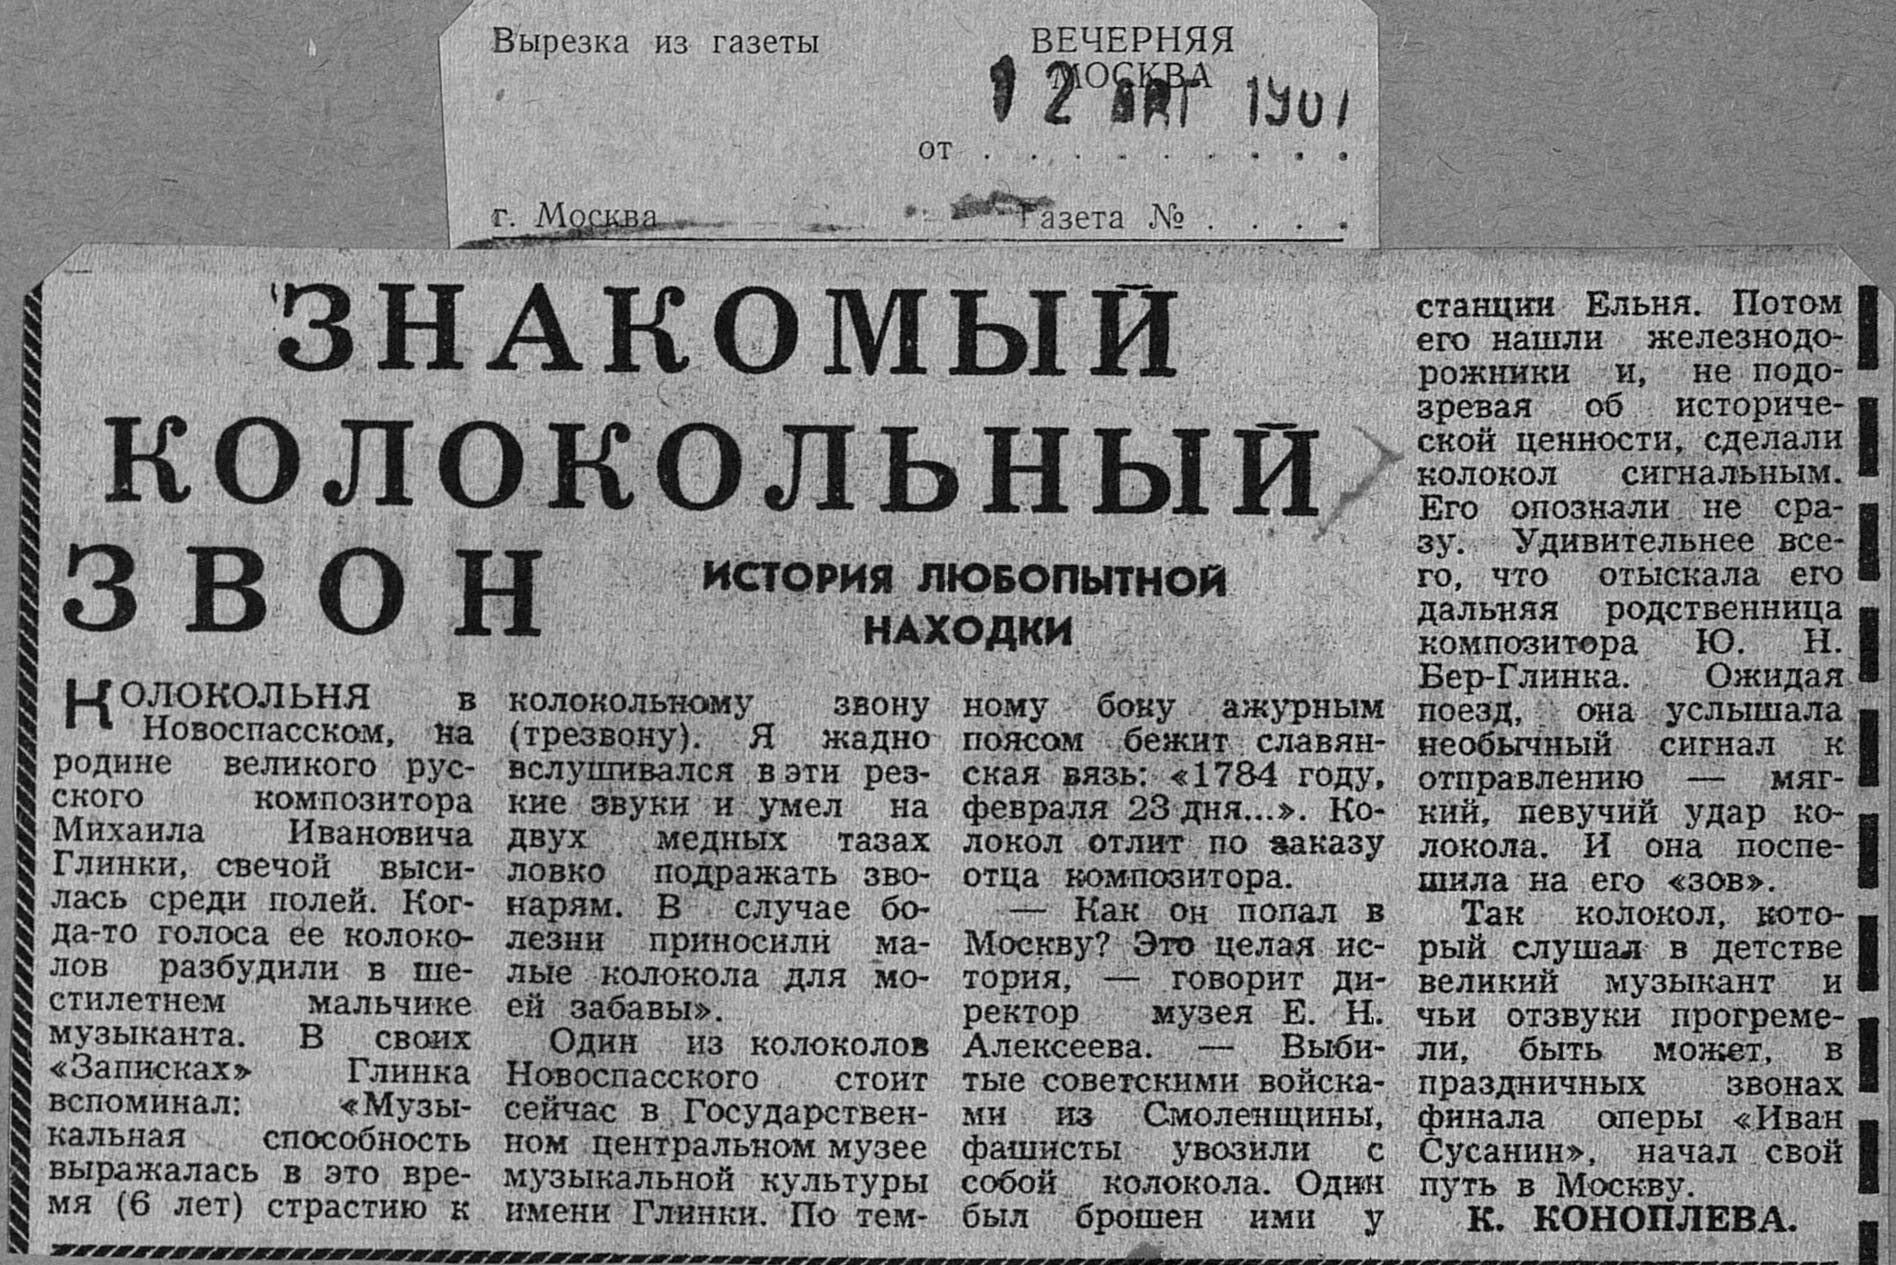 Вырезка из газеты
ВЕЧЕРНЯЯ
МОСКВА
12 ОКТ
от . . . . . . . . .
г. Москва
Газета № . . . .
ЗНАКОМЫЙ
КОЛОКОЛЬНЫЙ
ЗВОН
ИСТОРИЯ ЛЮБОПЫТНОЙ
НАХОДКИ
КОЛОКОЛЬНЯ в
Новоспасском, на
родине великого рус-
ского композитора
Михаила Ивановича
Глинки, свечой выси-
лась среди полей. Ког-
да-то голоса ее колоко-
лов разбудили в ше-
стилетнем мальчике
музыканта. В своих
«Записках» Глинка
вспоминал: «Музы-
кальная способность
выражалась в это вре-
мя (6 лет) страстию к
колокольному звону
(трезвону). Я жадно
вслушивался в эти рез-
кие звуки и умел на
двух медных тазах
ловко подражать зво-
нарям. В случае бо-
лезни приносили ма-
лые колокола для мо-
ей забавы».
Один из колоколов
Новоспасского стоит
сейчас в Государствен-
ном центральном музее
музыкальной культуры
имени Глинки. По тем-
ному боку ажурным
поясом бежит славян-
ская вязь: «1784 году,
февраля 23 дня...». Ко-
локол отлит по заказу
отца композитора.
— Как он попал в
Москву? Это целая ис-
тория, — говорит ди-
ректор музея Е. Н.
Алексеева. — Выби-
тые советскими войска-
ми из Смоленщины,
фашисты увозили с
собой колокола. Один
был брошен ими у
станции Ельня. Потом
его нашли железнодо-
рожники и, не подо-
зревая об историче-
ской ценности, сделали
колокол сигнальным.
Его опознали не сра-
зу. Удивительнее все-
го, что отыскала его
дальняя родственница
композитора Ю. Н.
Бер-Глинка. Ожидая
поезд, она услышала
необычный сигнал к
отправлению — мяг-
кий, певучий удар ко-
локола. И она поспе-
шила на его «зов».
Так колокол, кото-
рый слушал в детстве
великий музыкант и
чьи отзвуки прогреме-
ли, быть может, в
праздничных звонах
финала оперы «Иван
Сусанин», начал свой
путь в Москву.
К. КОНОПЛЕВА.